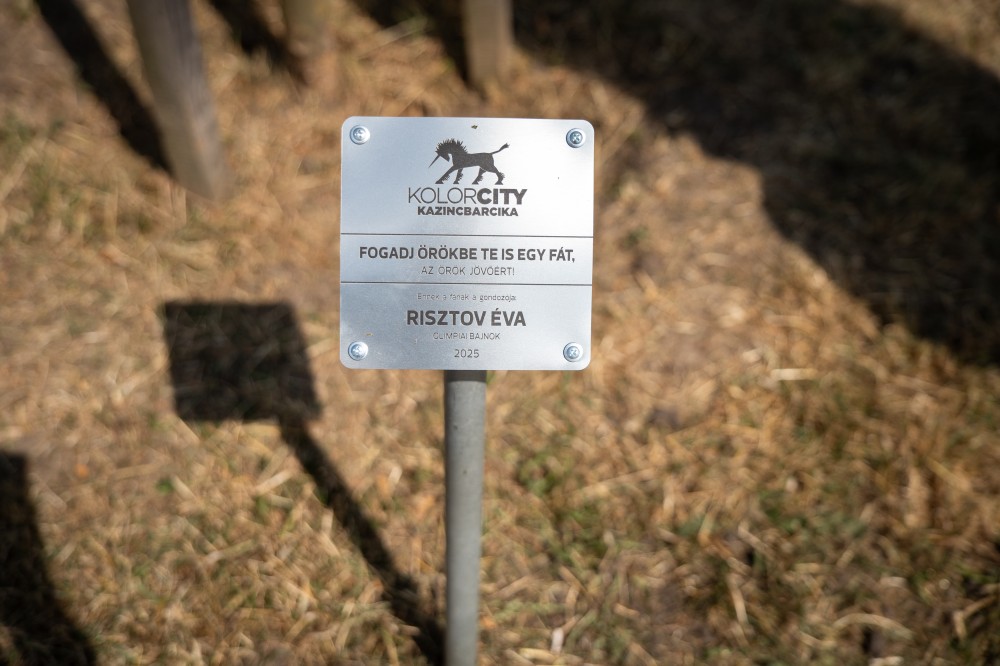 KOLORCITY
KAZINCBARCIKA
FOGADJ ÖRÖKBE TE IS EGY FÁT,
AZ ÖRÖK JÖVŐÉRT!
Ennek a fának a gondozója:
RISZTOV ÉVA
OLIMPIAI BAJNOK
2025